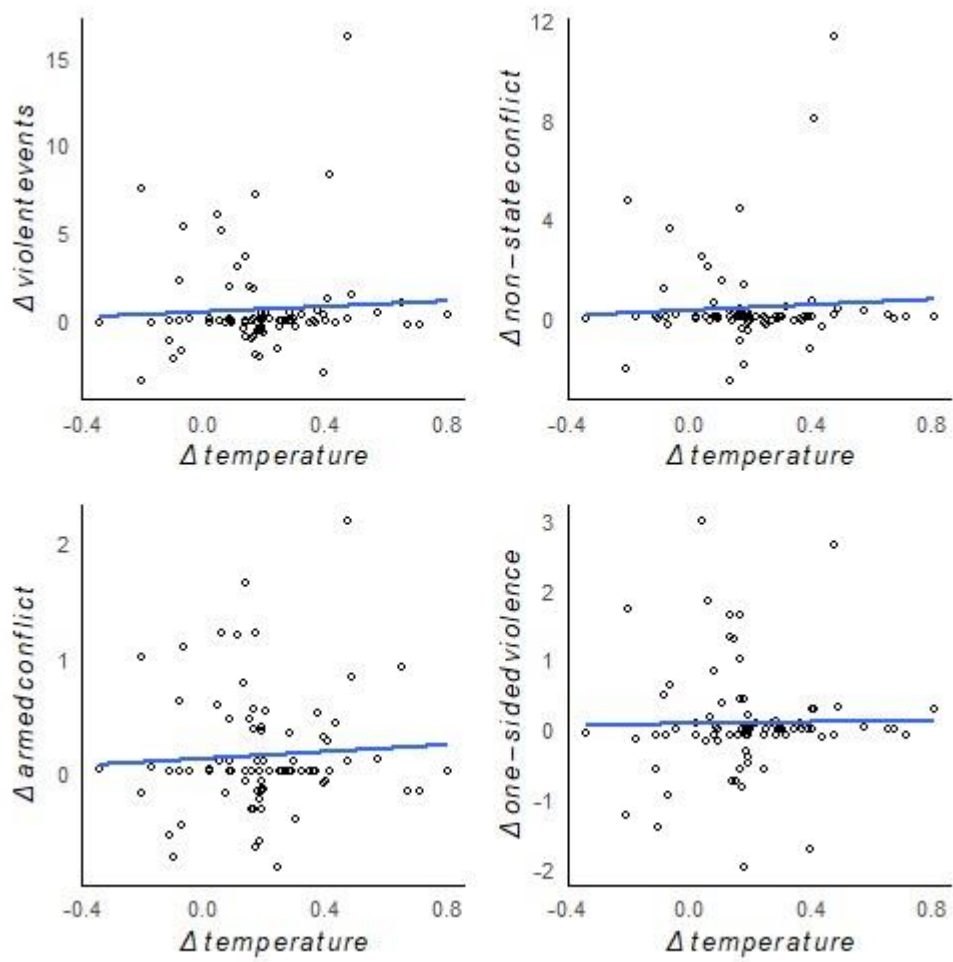 Δ violent events
15
10
5
0
-0.4 0.0 0.4 0.8
Δ temperature
Δ non-state conflict
12
8
4
0
-0.4 0.0 0.4 0.8
Δ temperature
Δ armed conflict
2
1
0
-0.4 0.0 0.4 0.8
Δ temperature
Δ one-sided violence
3
2
1
0
-1
-2
-0.4 0.0 0.4 0.8
Δ temperature